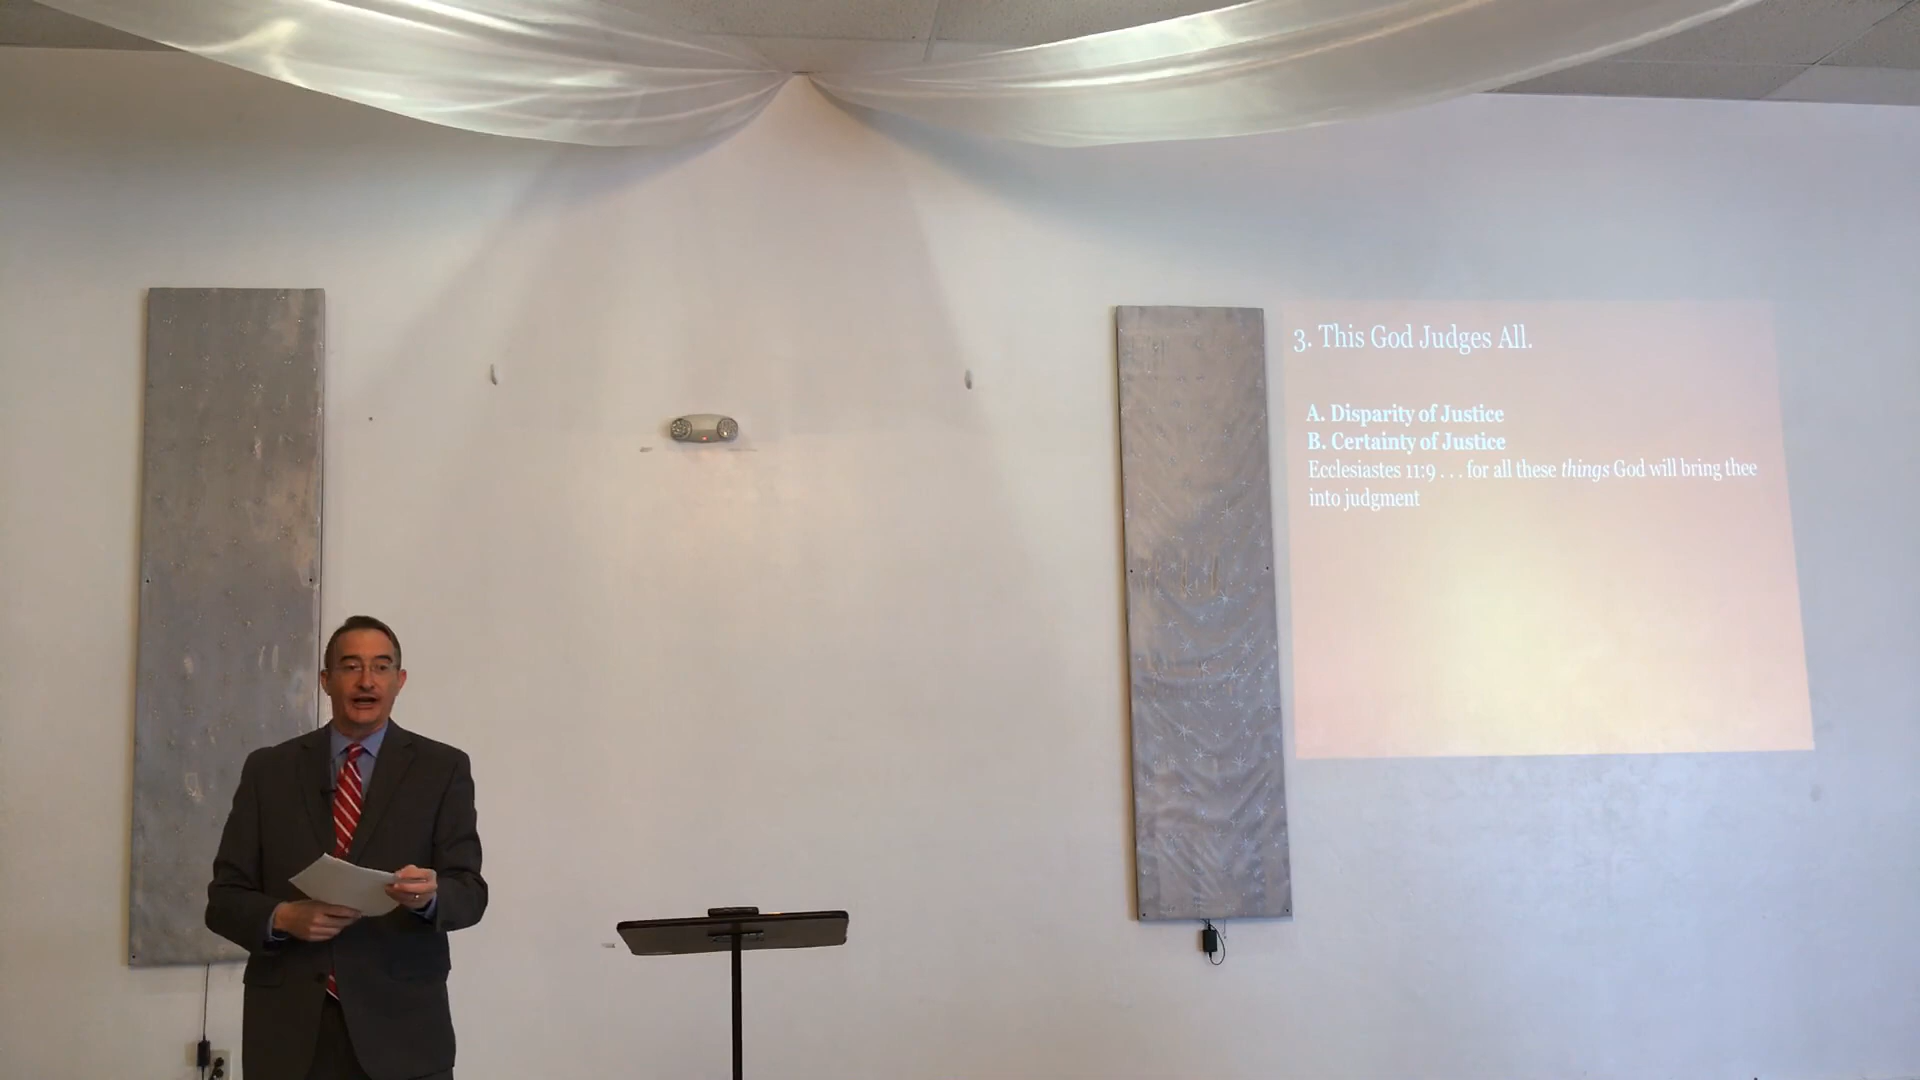 3. This God Judges All.
A. Disparity of Justice
B. Certainty of Justice
Ecclesiastes 11:9 . . . for all these things God will bring thee
into judgment